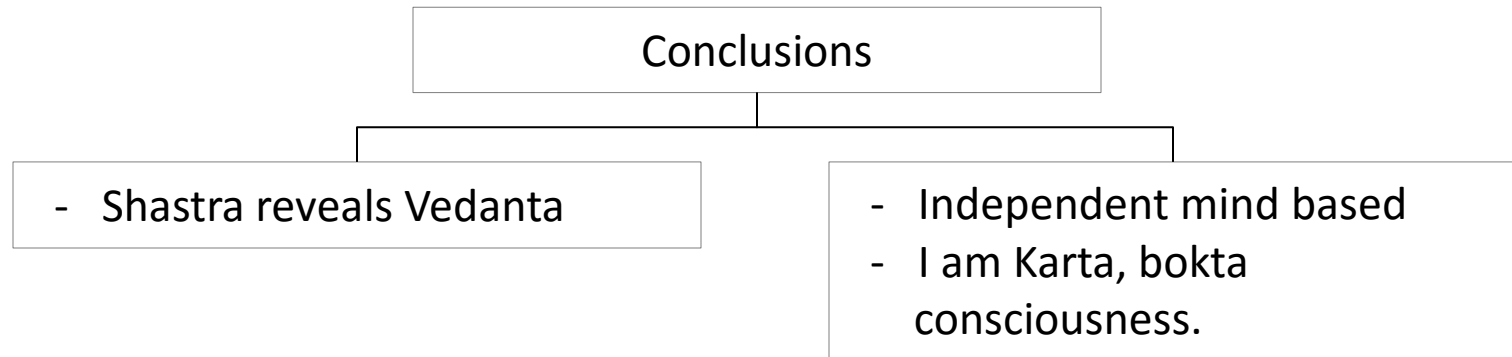 Conclusions
- Shastra reveals Vedanta
- Independent mind based
- I am Karta, bokta
consciousness.